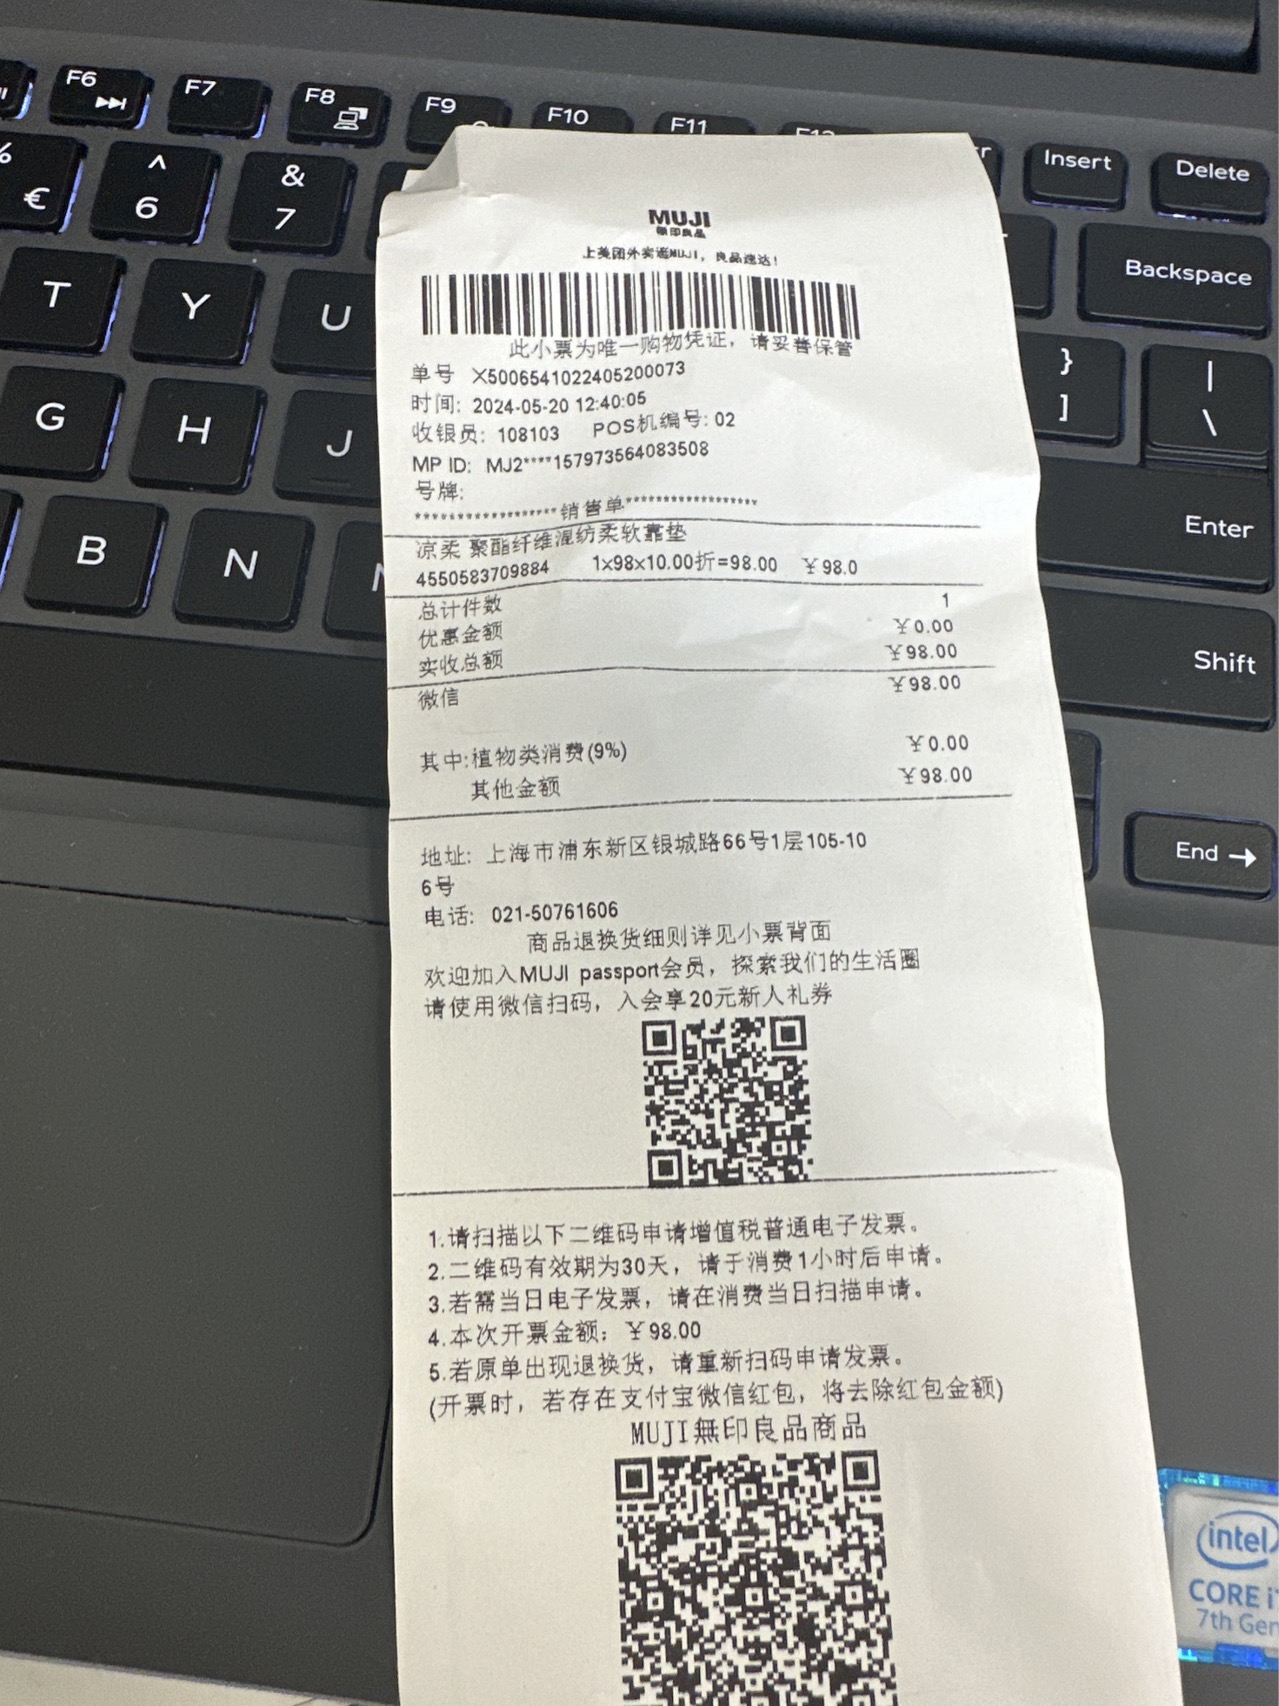 F6
F7
F8
F9
F10
F11
F12
Insert
Delete
%
€
^
6
&
7
Backspace
T
Y
U
}
]
|
\
G
H
J
Enter
B
N
Shift
End →
MUJI
無印良品
上美团外卖逛MUJI，良品速达！
此小票为唯一购物凭证，请妥善保管
单号 X5006541022405200073
时间: 2024-05-20 12:40:05
收银员: 108103 POS机编号: 02
MP ID: MJ2****157973564083508
号牌:
******************销售单******************
凉柔 聚酯纤维混纺柔软靠垫
4550583709884 1x98x10.00折=98.00 ¥98.0
总计件数 1
优惠金额 ¥0.00
实收总额 ¥98.00
微信 ¥98.00
其中:植物类消费(9%) ¥0.00
其他金额 ¥98.00
地址: 上海市浦东新区银城路66号1层105-10
6号
电话: 021-50761606
商品退换货细则详见小票背面
欢迎加入MUJI passport会员，探索我们的生活圈
请使用微信扫码，入会享20元新人礼券
1.请扫描以下二维码申请增值税普通电子发票。
2.二维码有效期为30天，请于消费1小时后申请。
3.若需当日电子发票，请在消费当日扫描申请。
4.本次开票金额: ¥98.00
5.若原单出现退换货，请重新扫码申请发票。
(开票时，若存在支付宝微信红包，将去除红包金额)
MUJI無印良品商品
intel
CORE i7
7th Gen